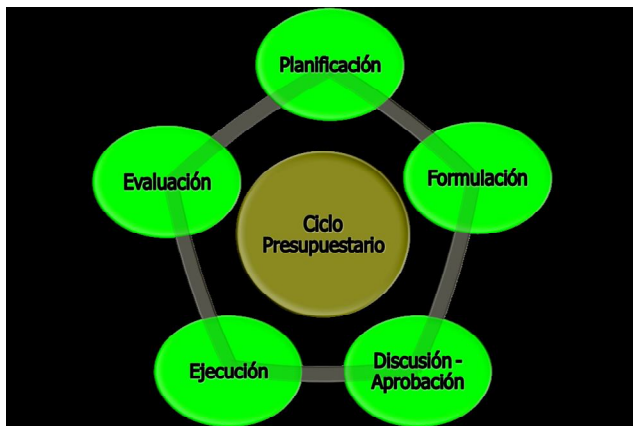 Planificación
Formulación
Discusión -
Aprobación
Ejecución
Evaluación
Ciclo
Presupuestario